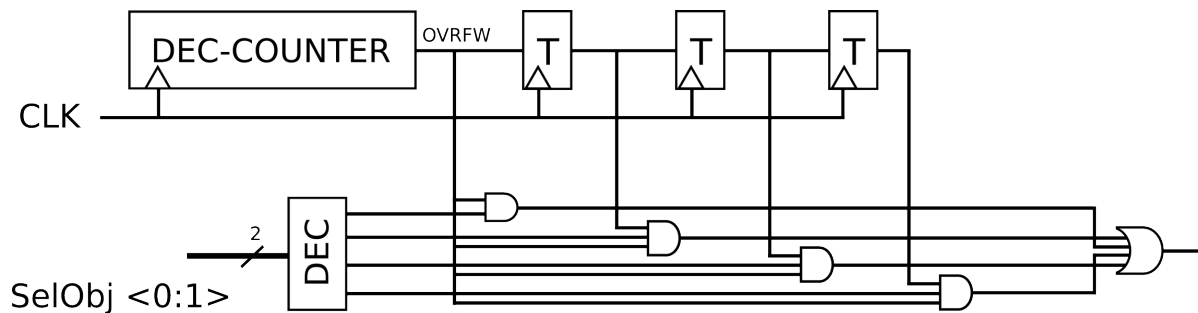 DEC-COUNTER
OVRFW
T
T
T
CLK
DEC
2
SelObj <0:1>